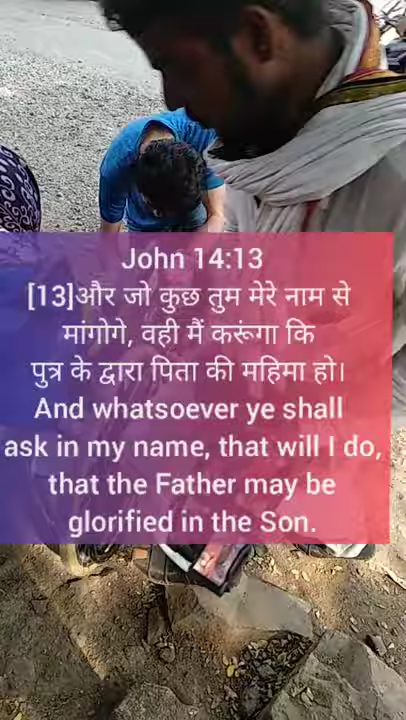 John 14:13
[13]और जो कुछ तुम मेरे नाम से
मांगोगे, वही मैं करूंगा कि
पुत्र के द्वारा पिता की महिमा हो।
And whatsoever ye shall
ask in my name, that will I do,
that the Father may be
glorified in the Son.